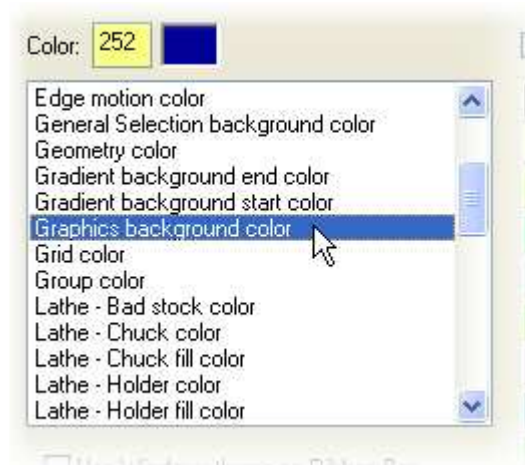 Color: 252
Edge motion color
General Selection background color
Geometry color
Gradient background end color
Gradient background start color
Graphics background color
Grid color
Group color
Lathe - Bad stock color
Lathe - Chuck color
Lathe - Chuck fill color
Lathe - Holder color
Lathe - Holder fill color